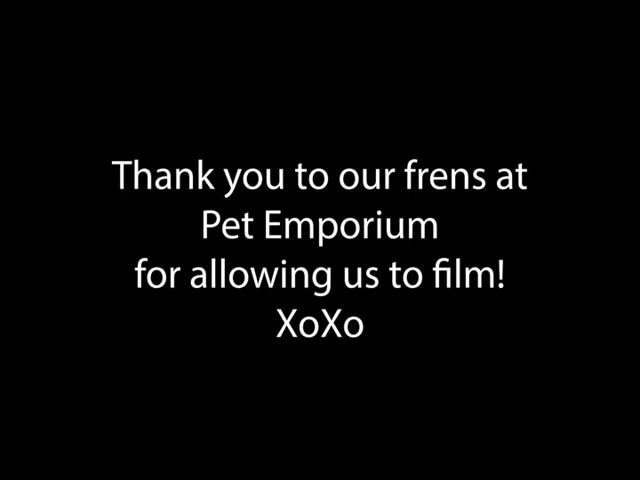 Thank you to our frens at
Pet Emporium
for allowing us to film!
XoXo